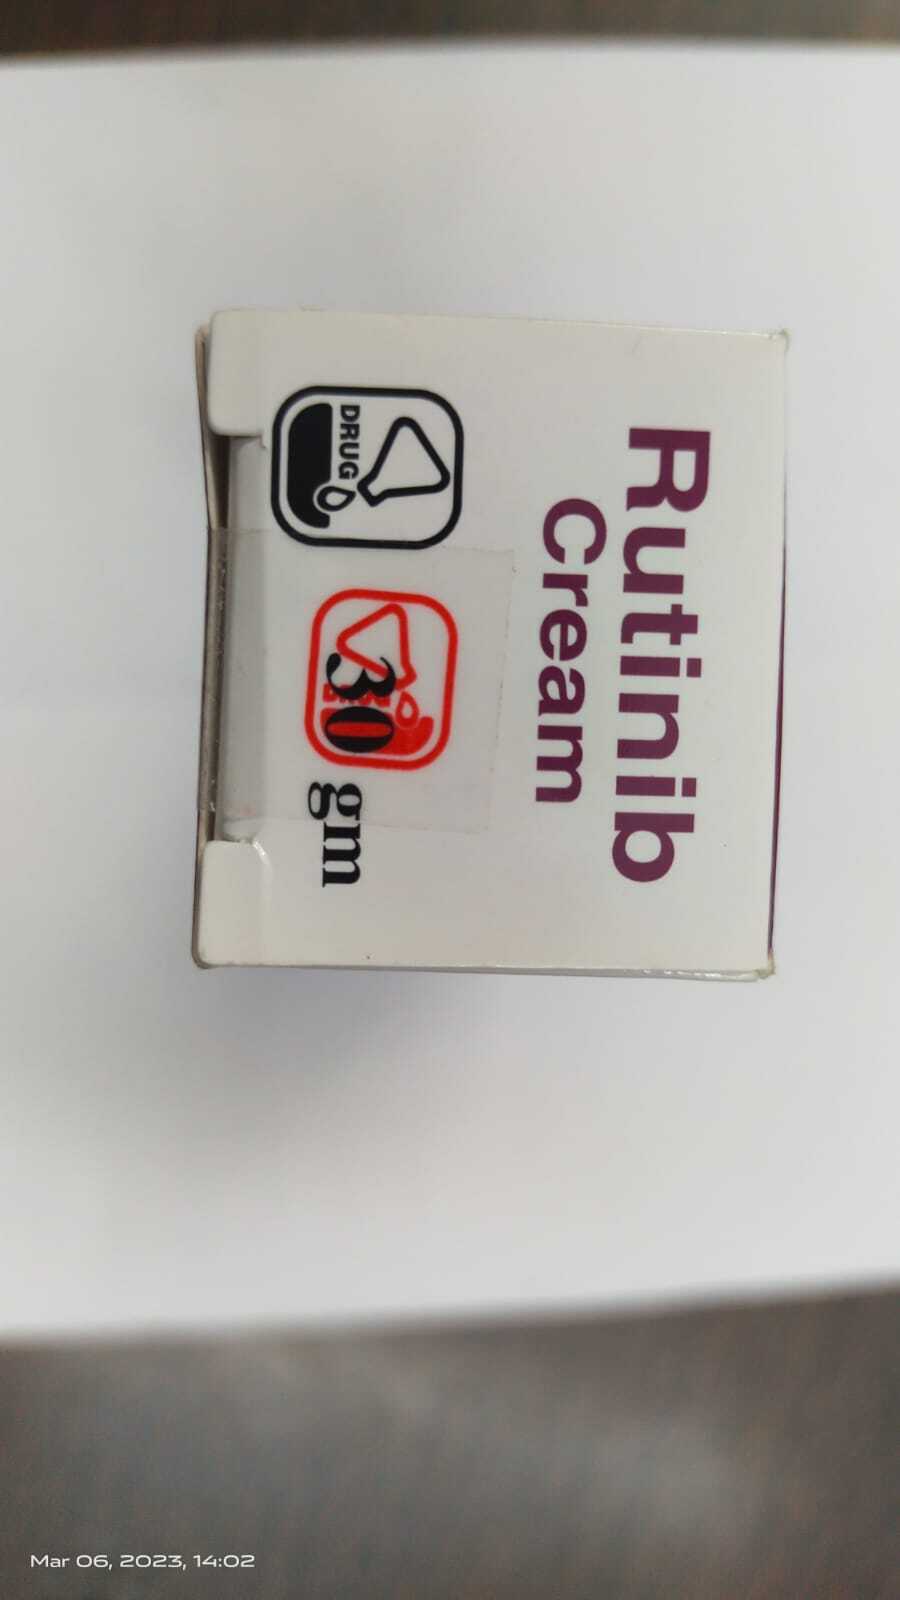 Rutinib
Cream
DRUG
30 gm
Mar 06, 2023, 14:02